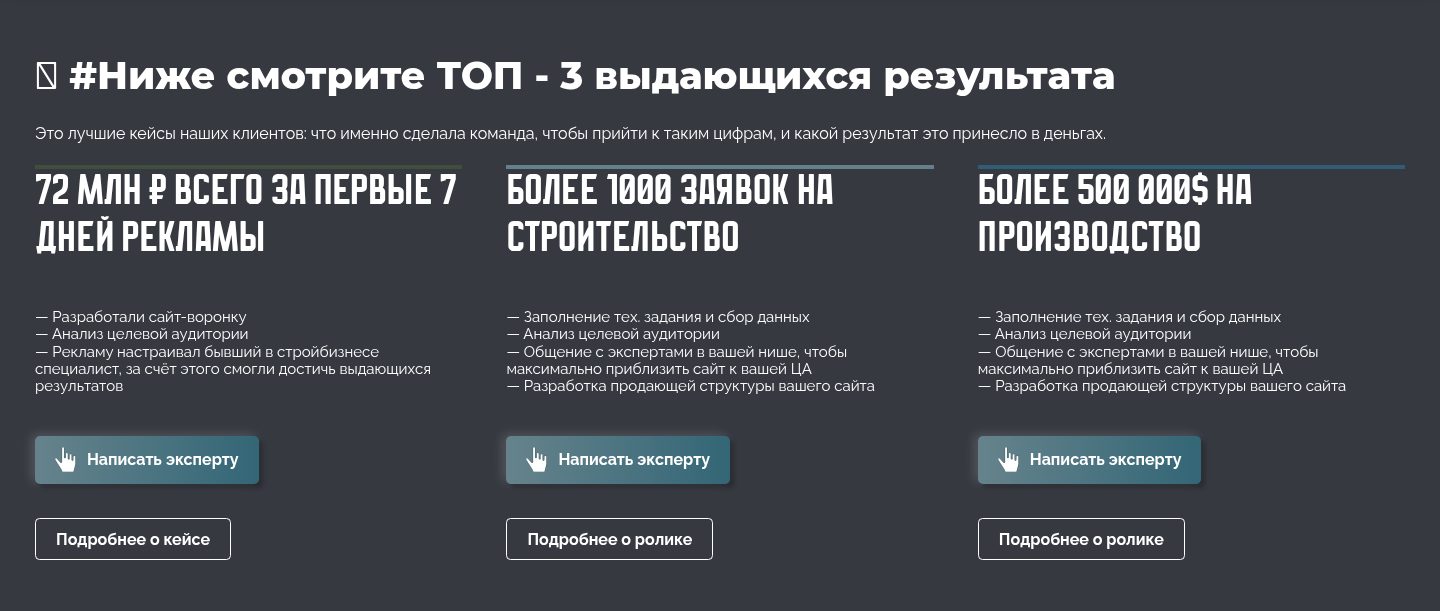 #Ниже смотрите ТОП - 3 выдающихся результата
Это лучшие кейсы наших клиентов: что именно сделала команда, чтобы прийти к таким цифрам, и какой результат это принесло в деньгах.
72 МЛН ₽ ВСЕГО ЗА ПЕРВЫЕ 7
ДНЕЙ РЕКЛАМЫ
— Разработали сайт-воронку
— Анализ целевой аудитории
— Рекламу настраивал бывший в стройбизнесе
специалист, за счёт этого смогли достичь выдающихся
результатов
Написать эксперту
Подробнее о кейсе
БОЛЕЕ 1000 ЗАЯВОК НА
СТРОИТЕЛЬСТВО
— Заполнение тех. задания и сбор данных
— Анализ целевой аудитории
— Общение с экспертами в вашей нише, чтобы
максимально приблизить сайт к вашей ЦА
— Разработка продающей структуры вашего сайта
Написать эксперту
Подробнее о ролике
БОЛЕЕ 500 000$ НА
ПРОИЗВОДСТВО
— Заполнение тех. задания и сбор данных
— Анализ целевой аудитории
— Общение с экспертами в вашей нише, чтобы
максимально приблизить сайт к вашей ЦА
— Разработка продающей структуры вашего сайта
Написать эксперту
Подробнее о ролике